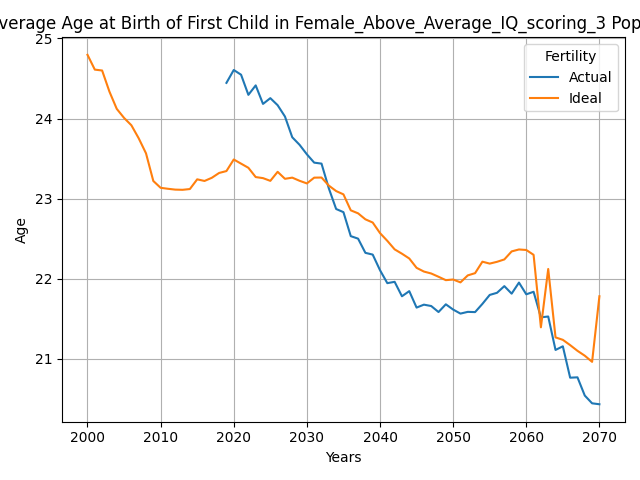 verage Age at Birth of First Child in Female_Above_Average_IQ_scoring_3 Pop
25
24
23
22
21
Age
2000 2010 2020 2030 2040 2050 2060 2070
Years
Fertility
Actual
Ideal